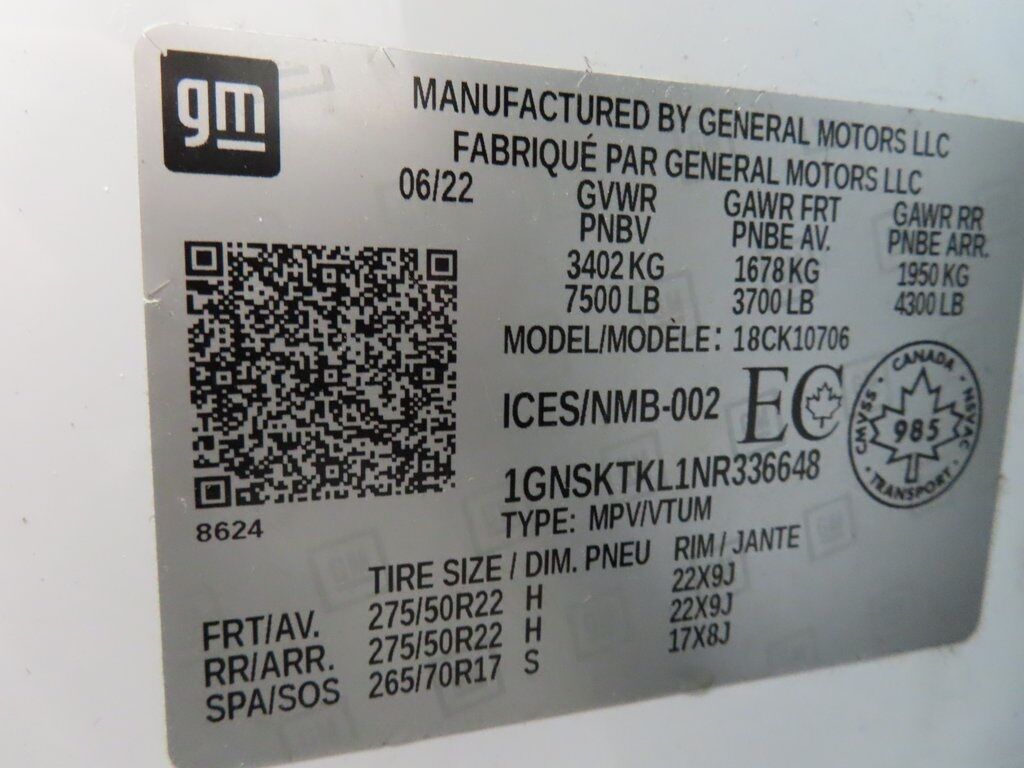 gm
MANUFACTURED BY GENERAL MOTORS LLC
FABRIQUÉ PAR GENERAL MOTORS LLC
06/22 GVWR GAWR FRT GAWR RR
PNBV PNBE AV. PNBE ARR.
3402 KG 1678 KG 1950 KG
7500 LB 3700 LB 4300 LB
MODEL/MODÈLE: 18CK10706
ICES/NMB-002 EC
CANADA
CMVSS 985 NSVAC
TRANSPORT
1GNSKTKL1NR336648
8624
TYPE: MPV/VTUM
TIRE SIZE / DIM. PNEU RIM / JANTE
FRT/AV. 275/50R22 H 22X9J
RR/ARR. 275/50R22 H 22X9J
SPA/SOS 265/70R17 S 17X8J